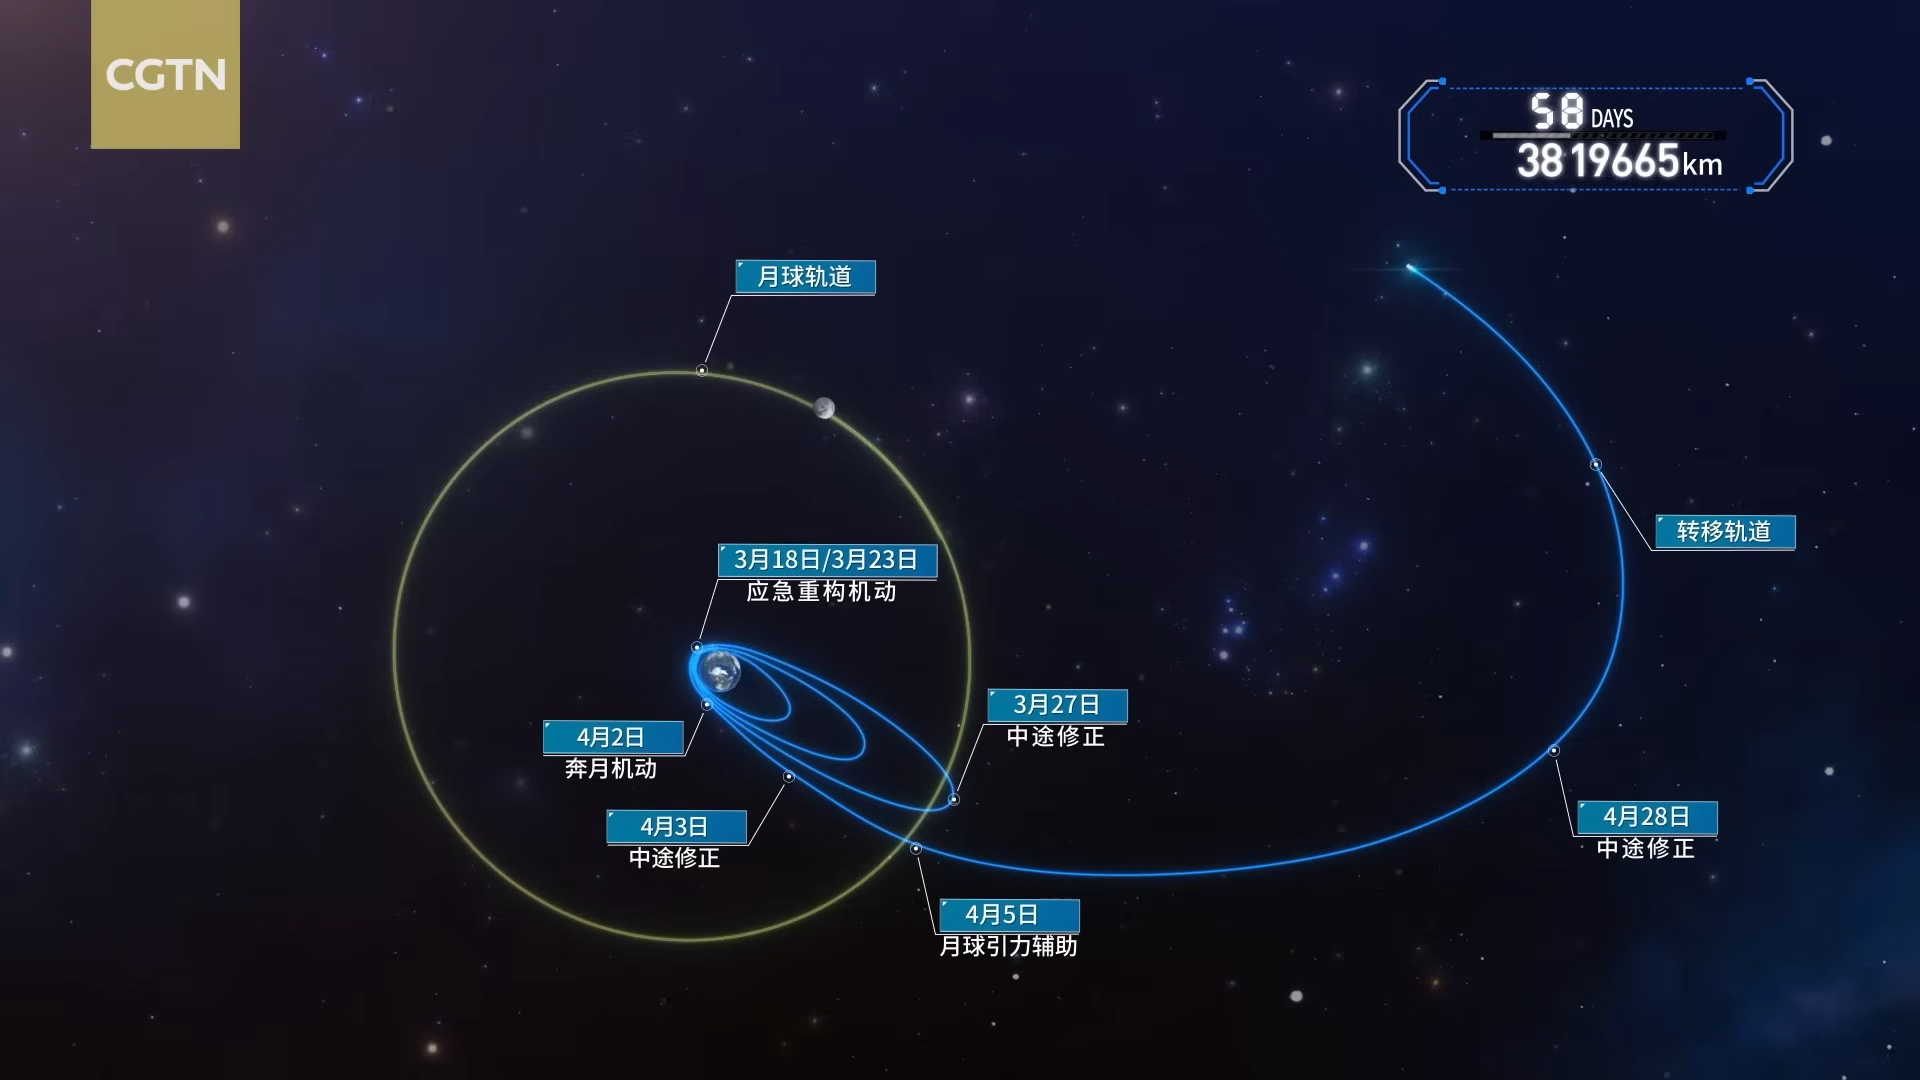 CGTN
58 DAYS
3819665km
月球轨道
转移轨道
3月18日/3月23日
应急重构机动
3月27日
中途修正
4月2日
奔月机动
4月3日
中途修正
4月28日
中途修正
4月5日
月球引力辅助